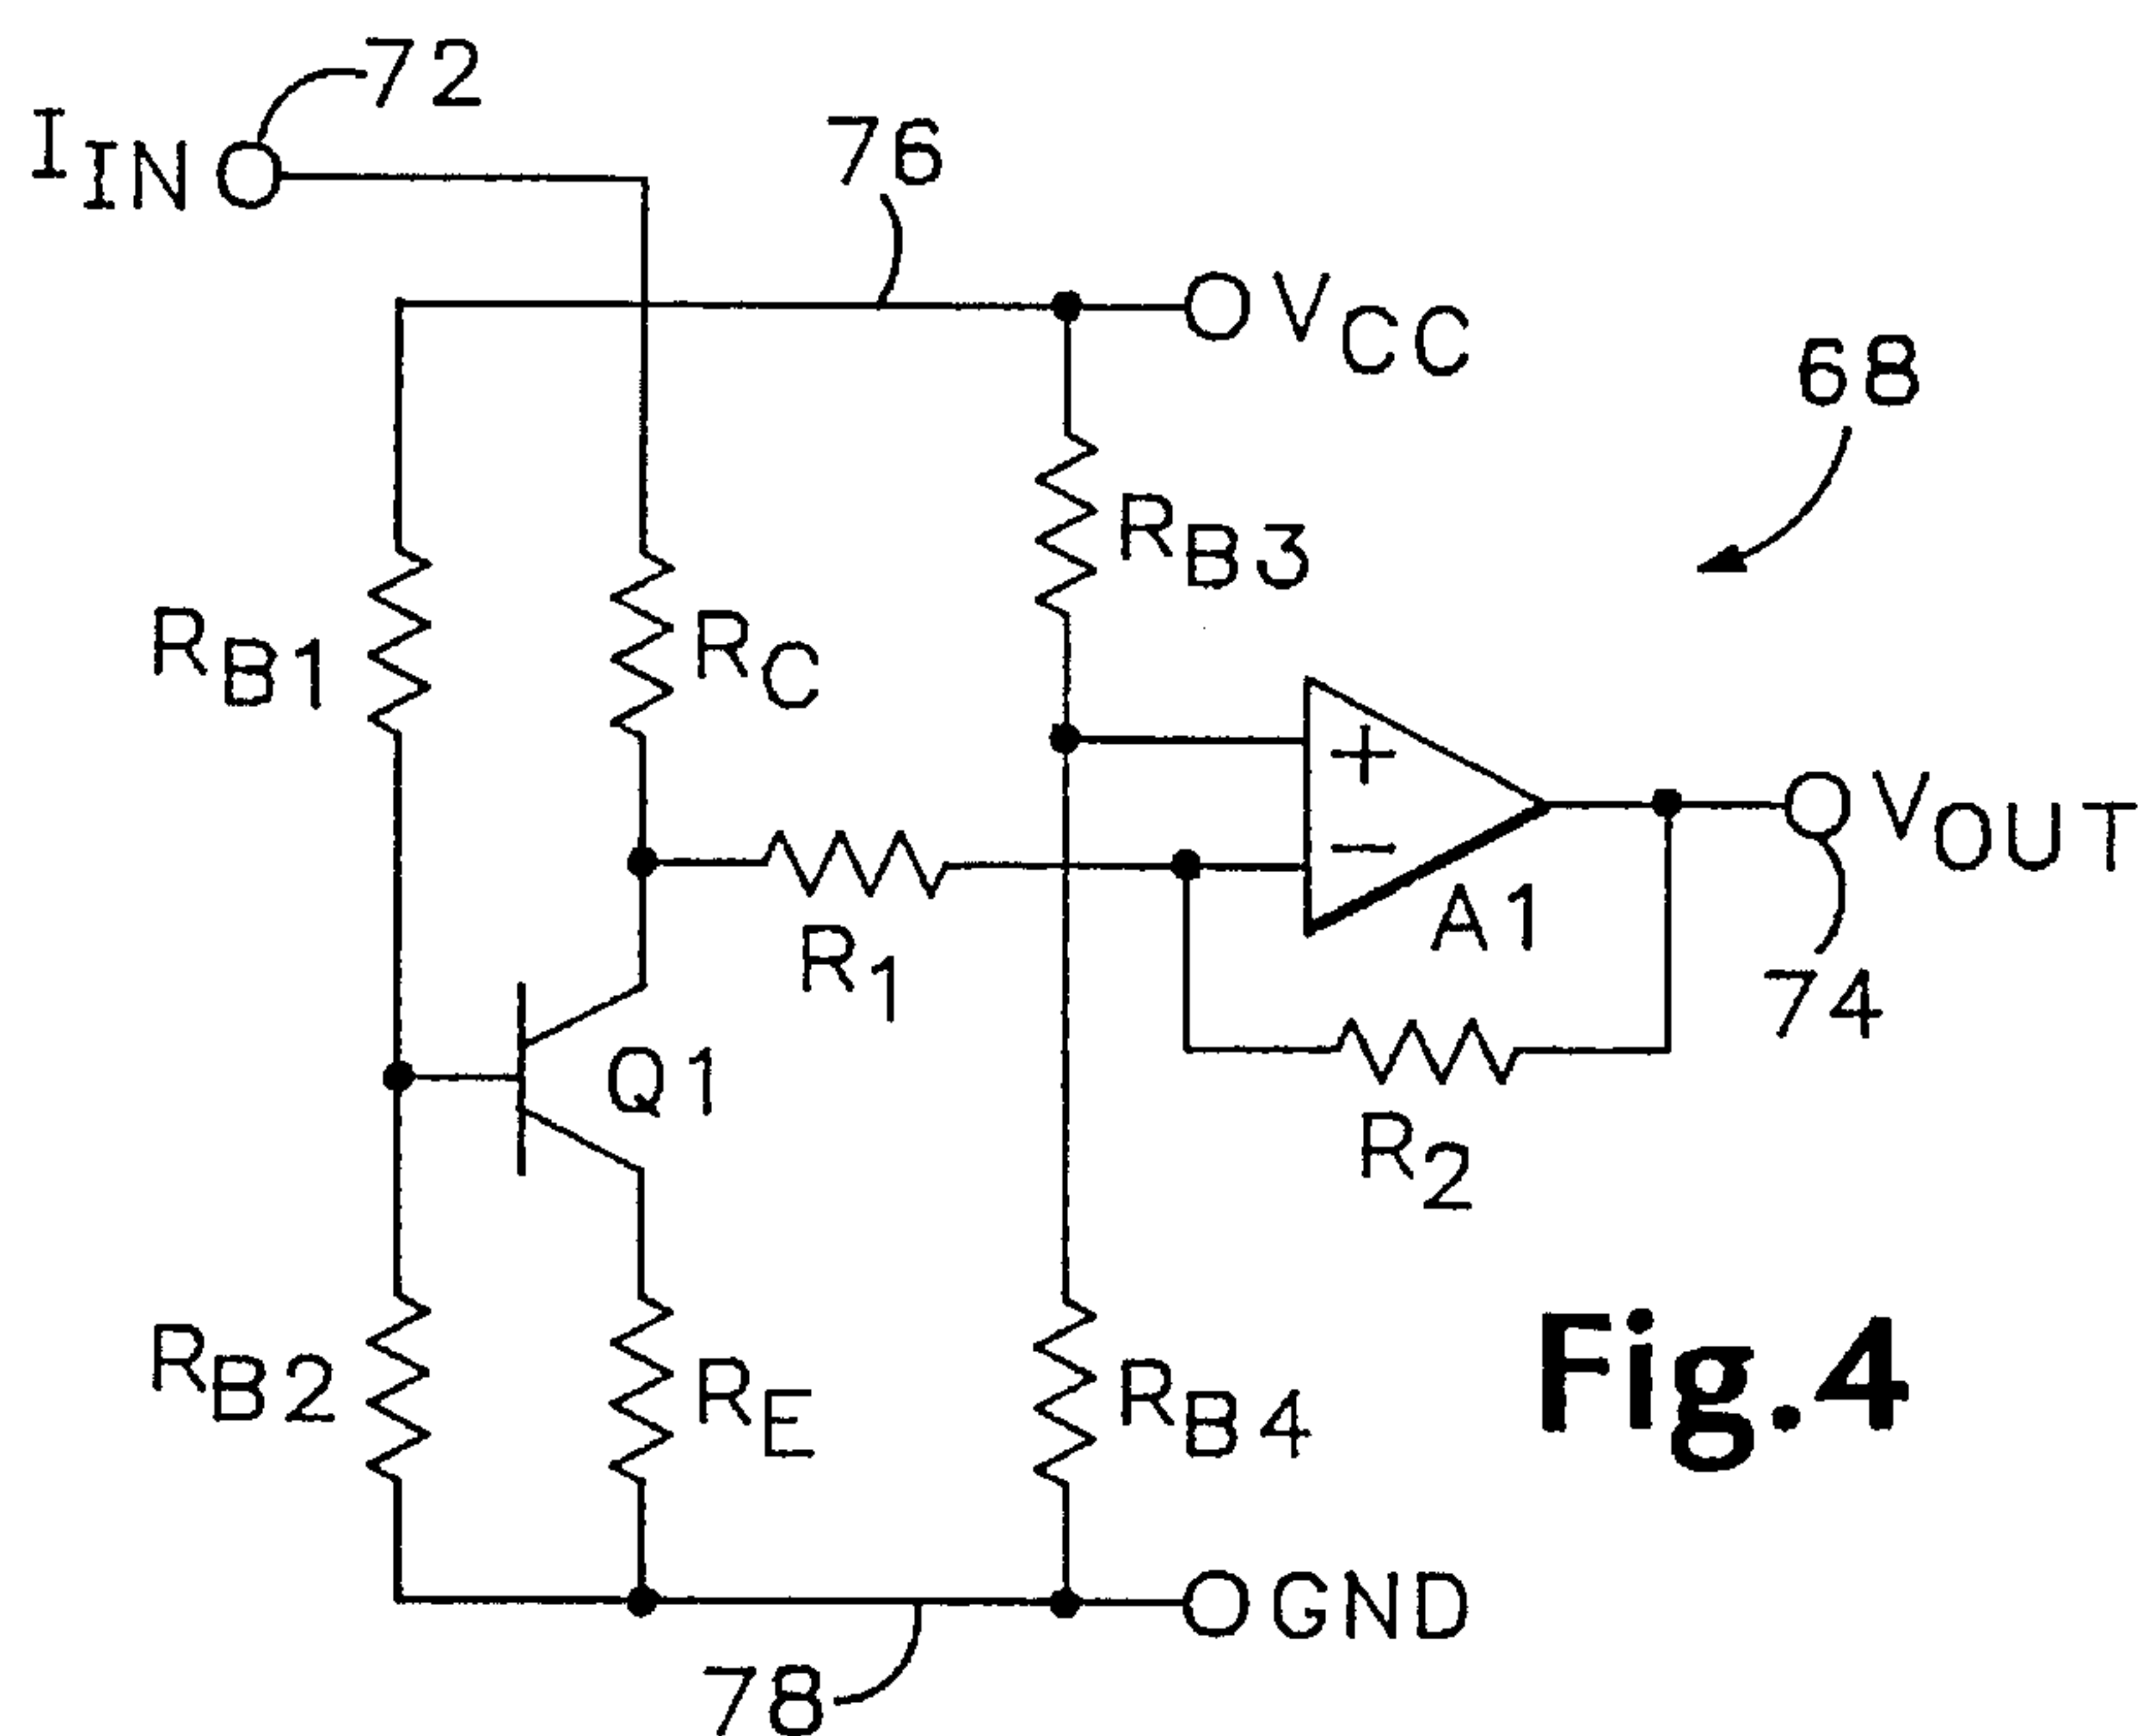 72
I IN
76
VCC
68
RB3
RB1
RC
+
−
VOUT
A1
R1
74
Q1
R2
RB2
RE
RB4
Fig.4
GND
78